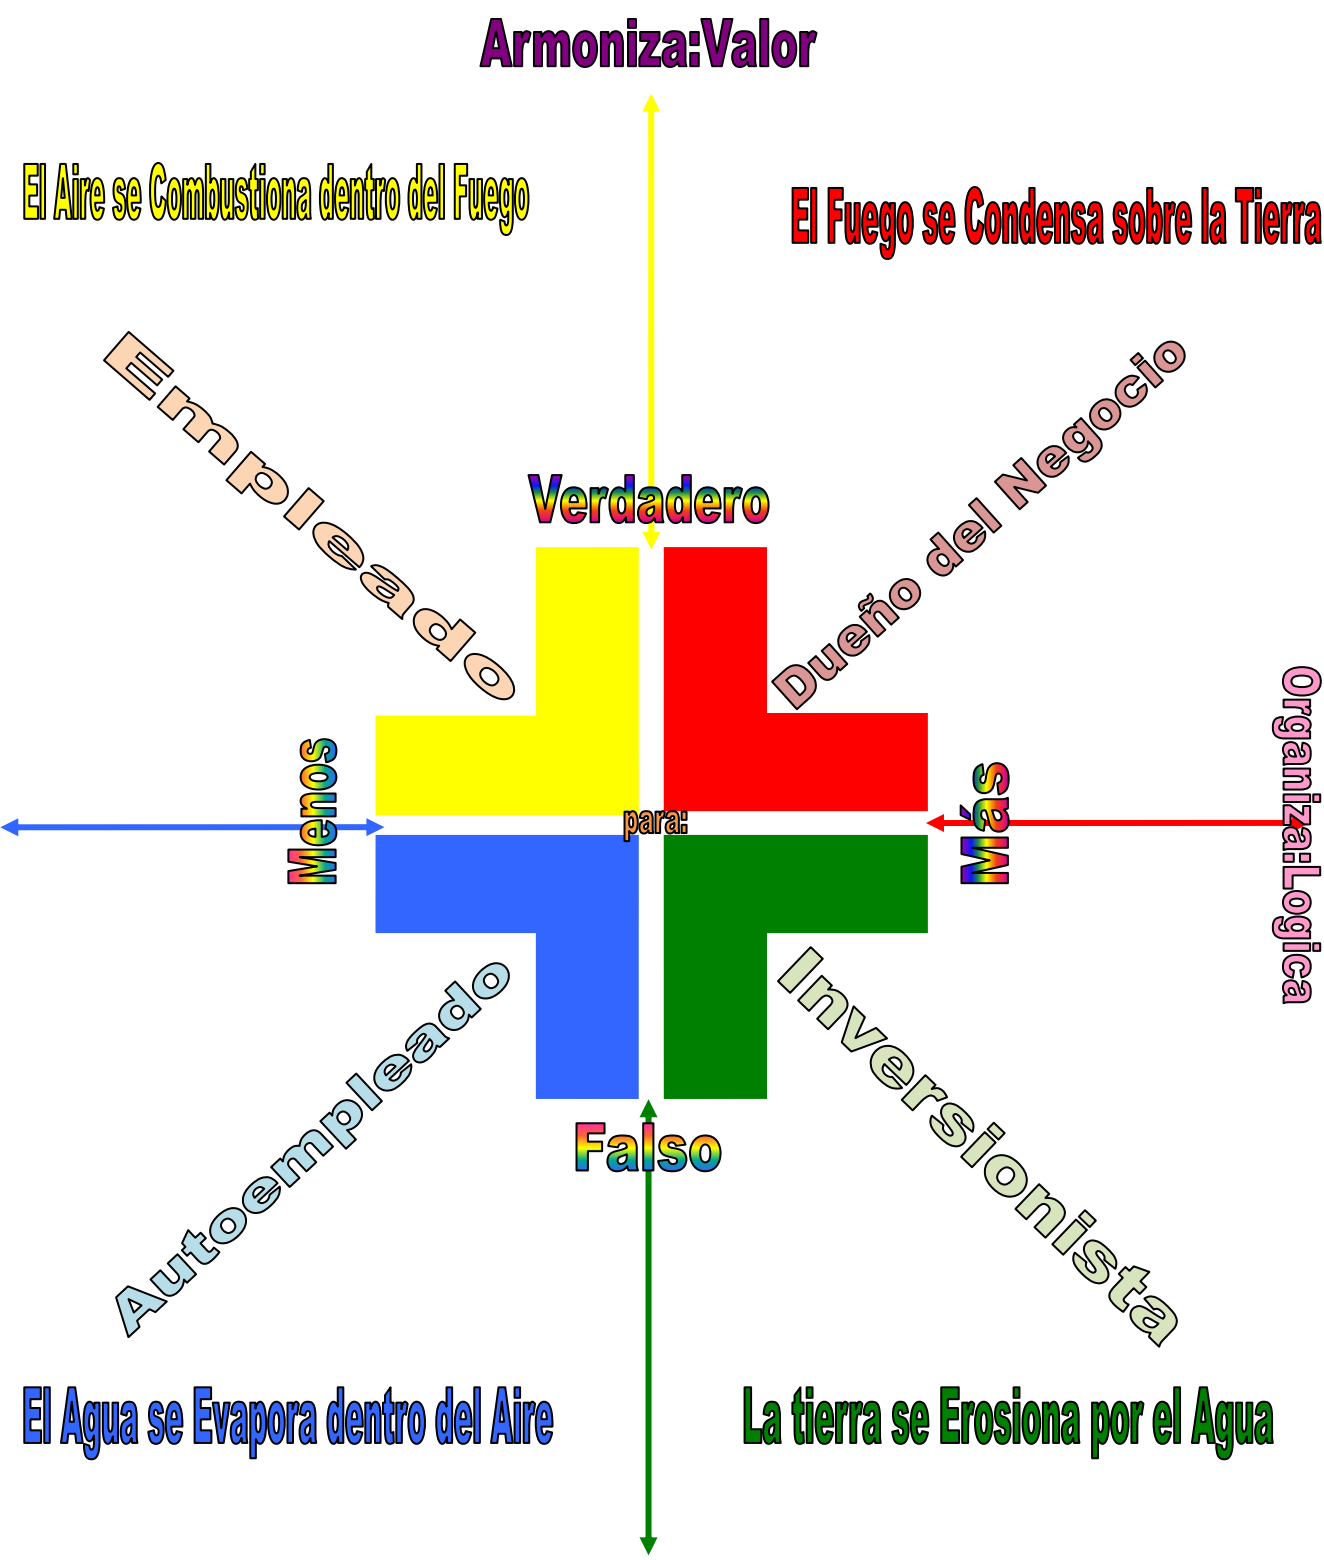 Armoniza:Valor
El Aire se Combustiona dentro del Fuego
El Fuego se Condensa sobre la Tierra
Empleado
Dueño del Negocio
Verdadero
Menos
para:
Más
Organiza:Logica
Autoempleado
Inversionista
Falso
El Agua se Evapora dentro del Aire
La tierra se Erosiona por el Agua